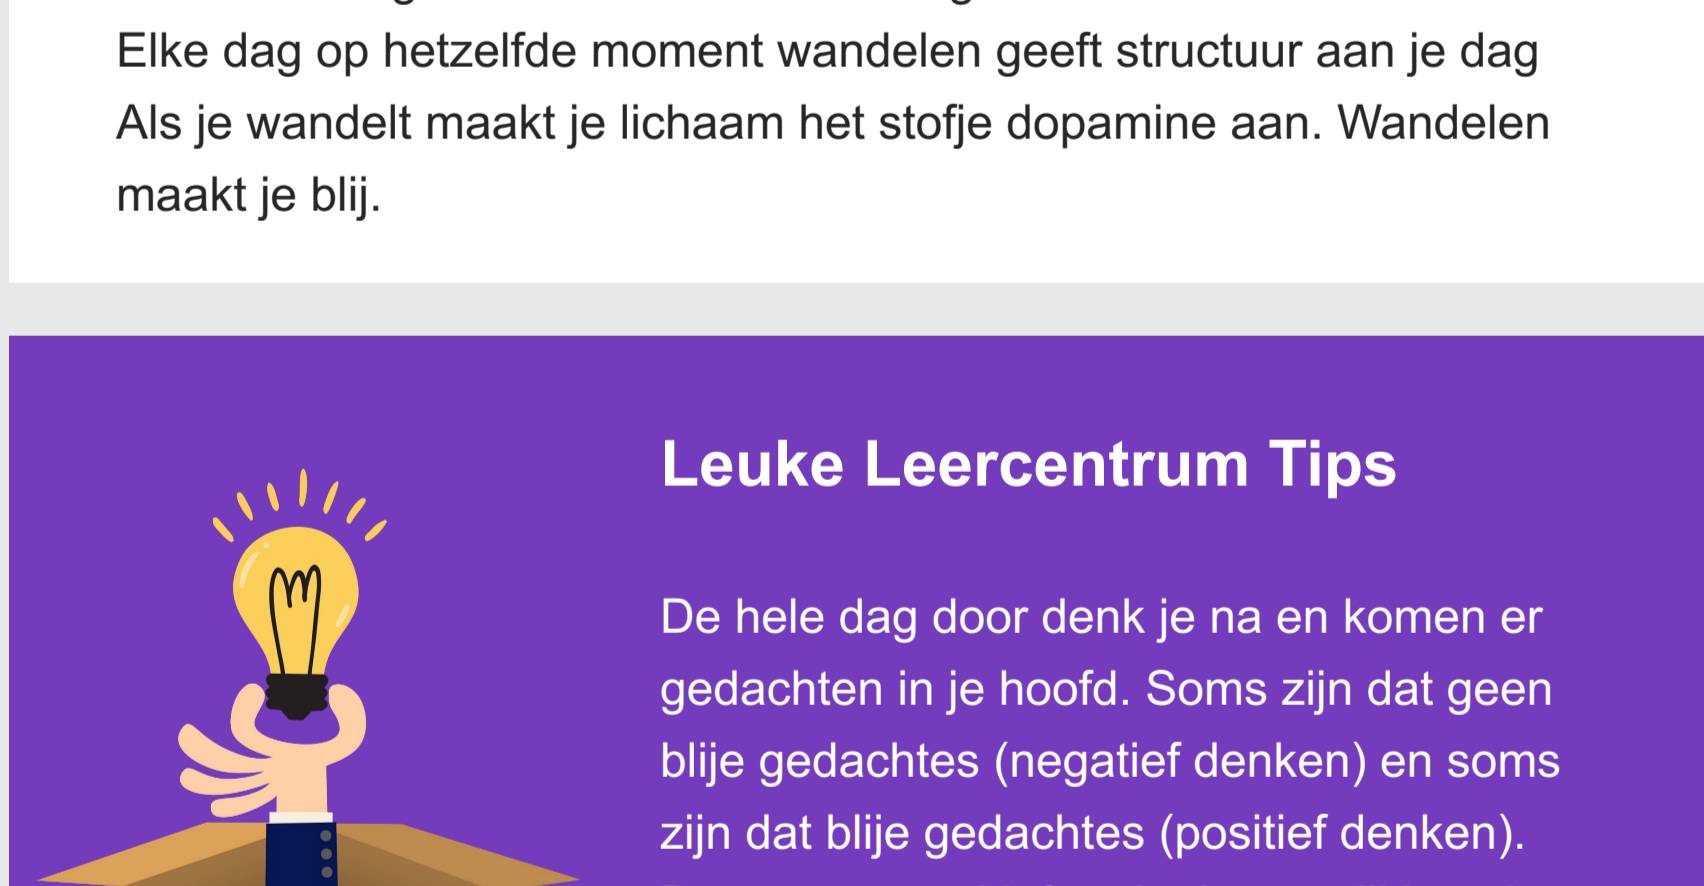 Elke dag op hetzelfde moment wandelen geeft structuur aan je dag
Als je wandelt maakt je lichaam het stofje dopamine aan. Wandelen
maakt je blij.
Leuke Leercentrum Tips
De hele dag door denk je na en komen er
gedachten in je hoofd. Soms zijn dat geen
blije gedachtes (negatief denken) en soms
zijn dat blije gedachtes (positief denken).